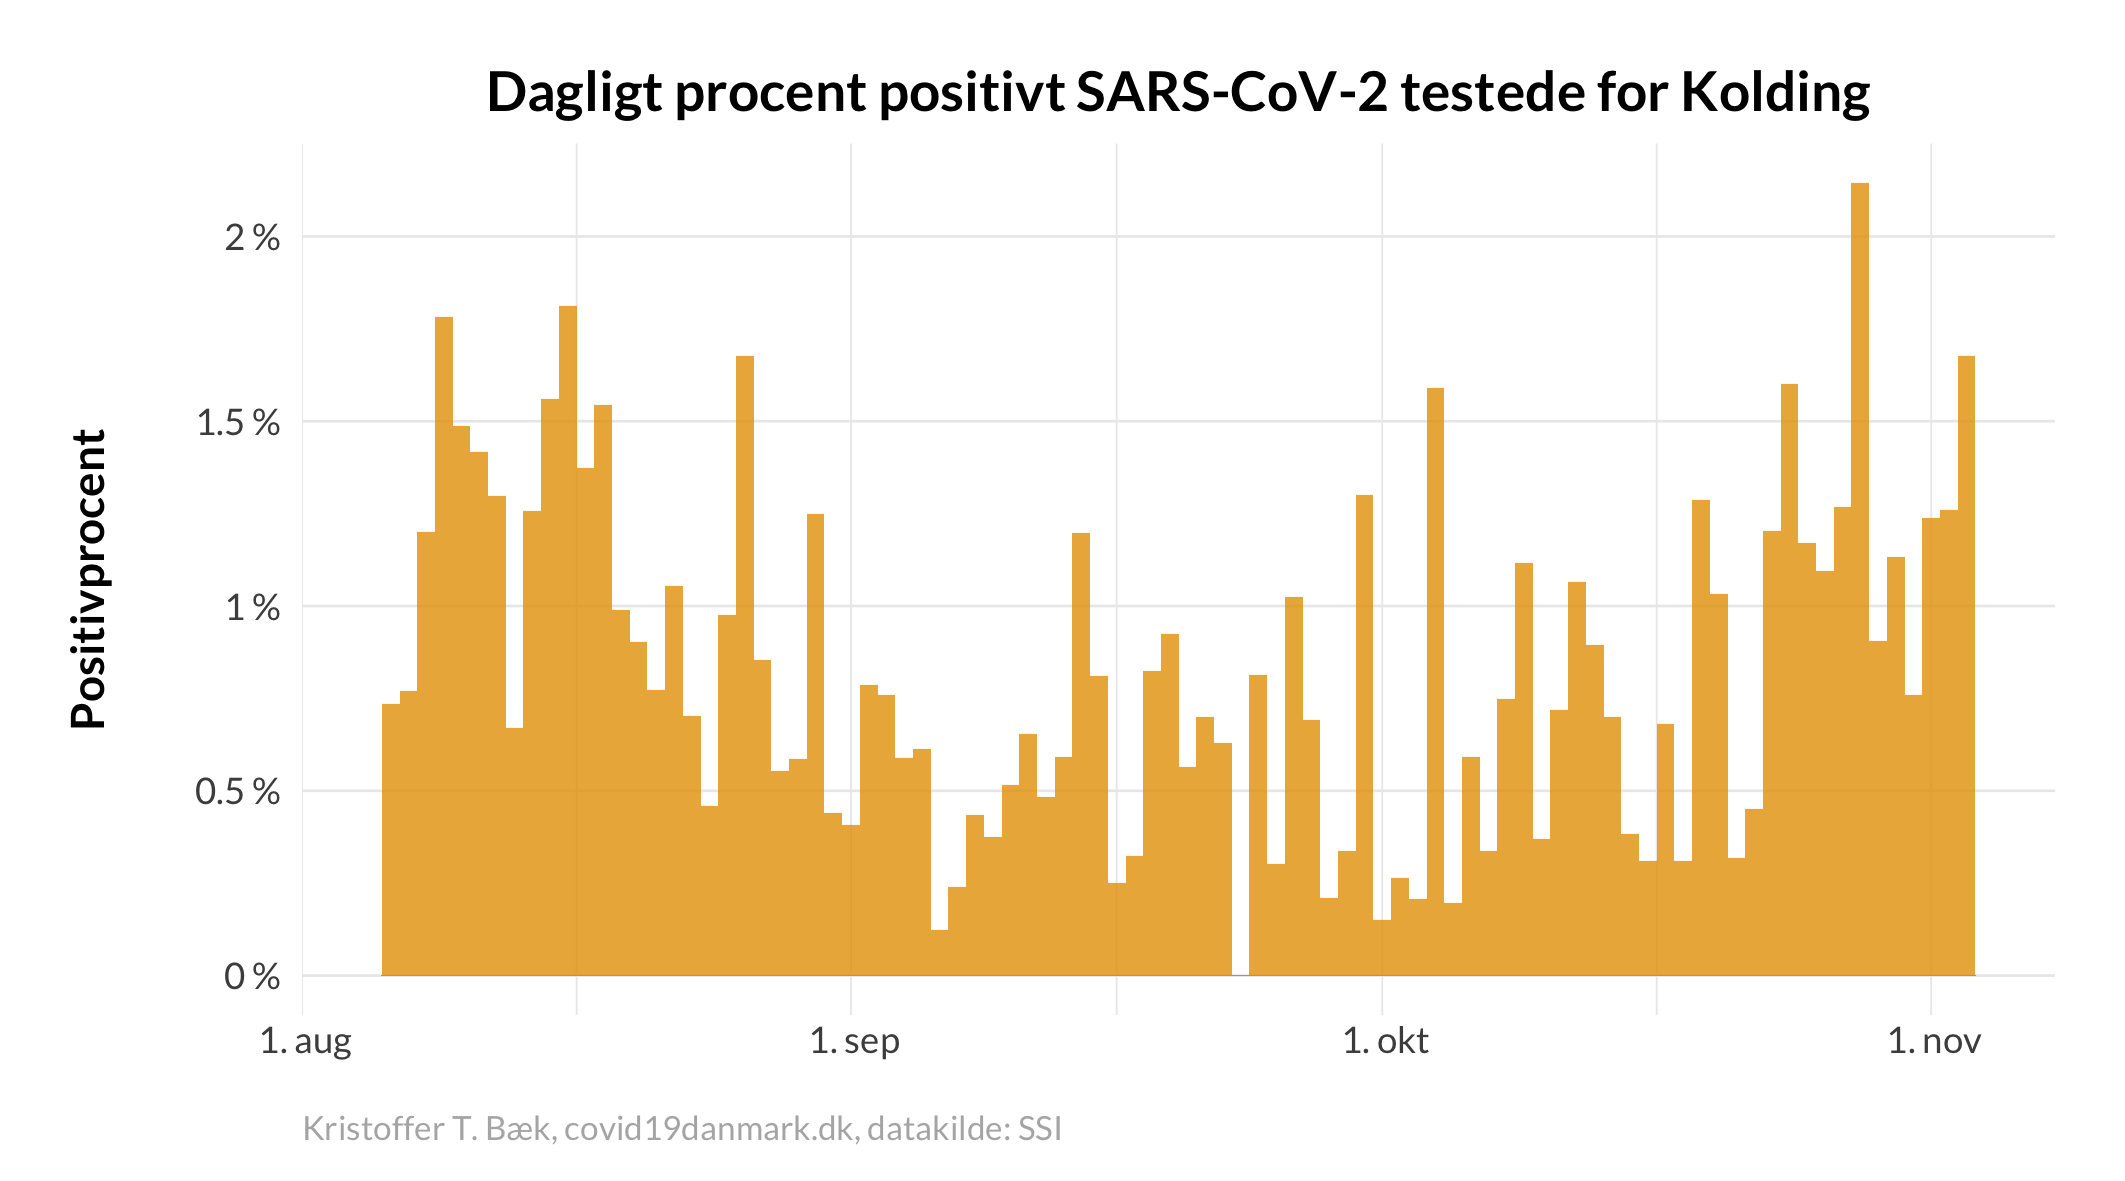 Dagligt procent positivt SARS-CoV-2 testede for Kolding
Positivprocent
2 %
1.5 %
1 %
0.5 %
0 %
1. aug
1. sep
1. okt
1. nov
Kristoffer T. Bæk, covid19danmark.dk, datakilde: SSI